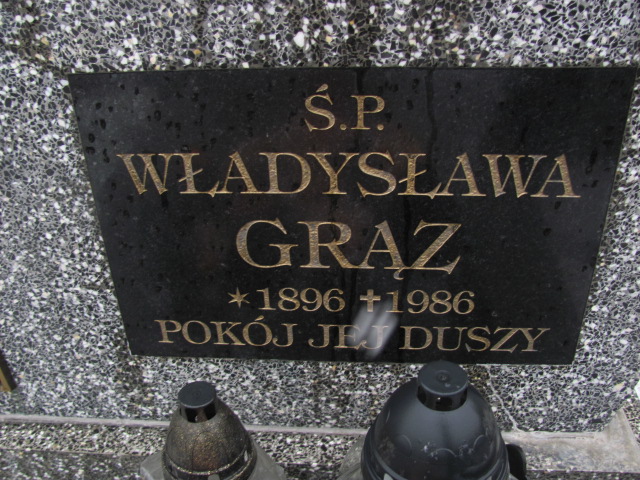 Ś.P.
WŁADYSŁAWA
GRĄZ
* 1896 ✝ 1986
POKÓJ JEJ DUSZY